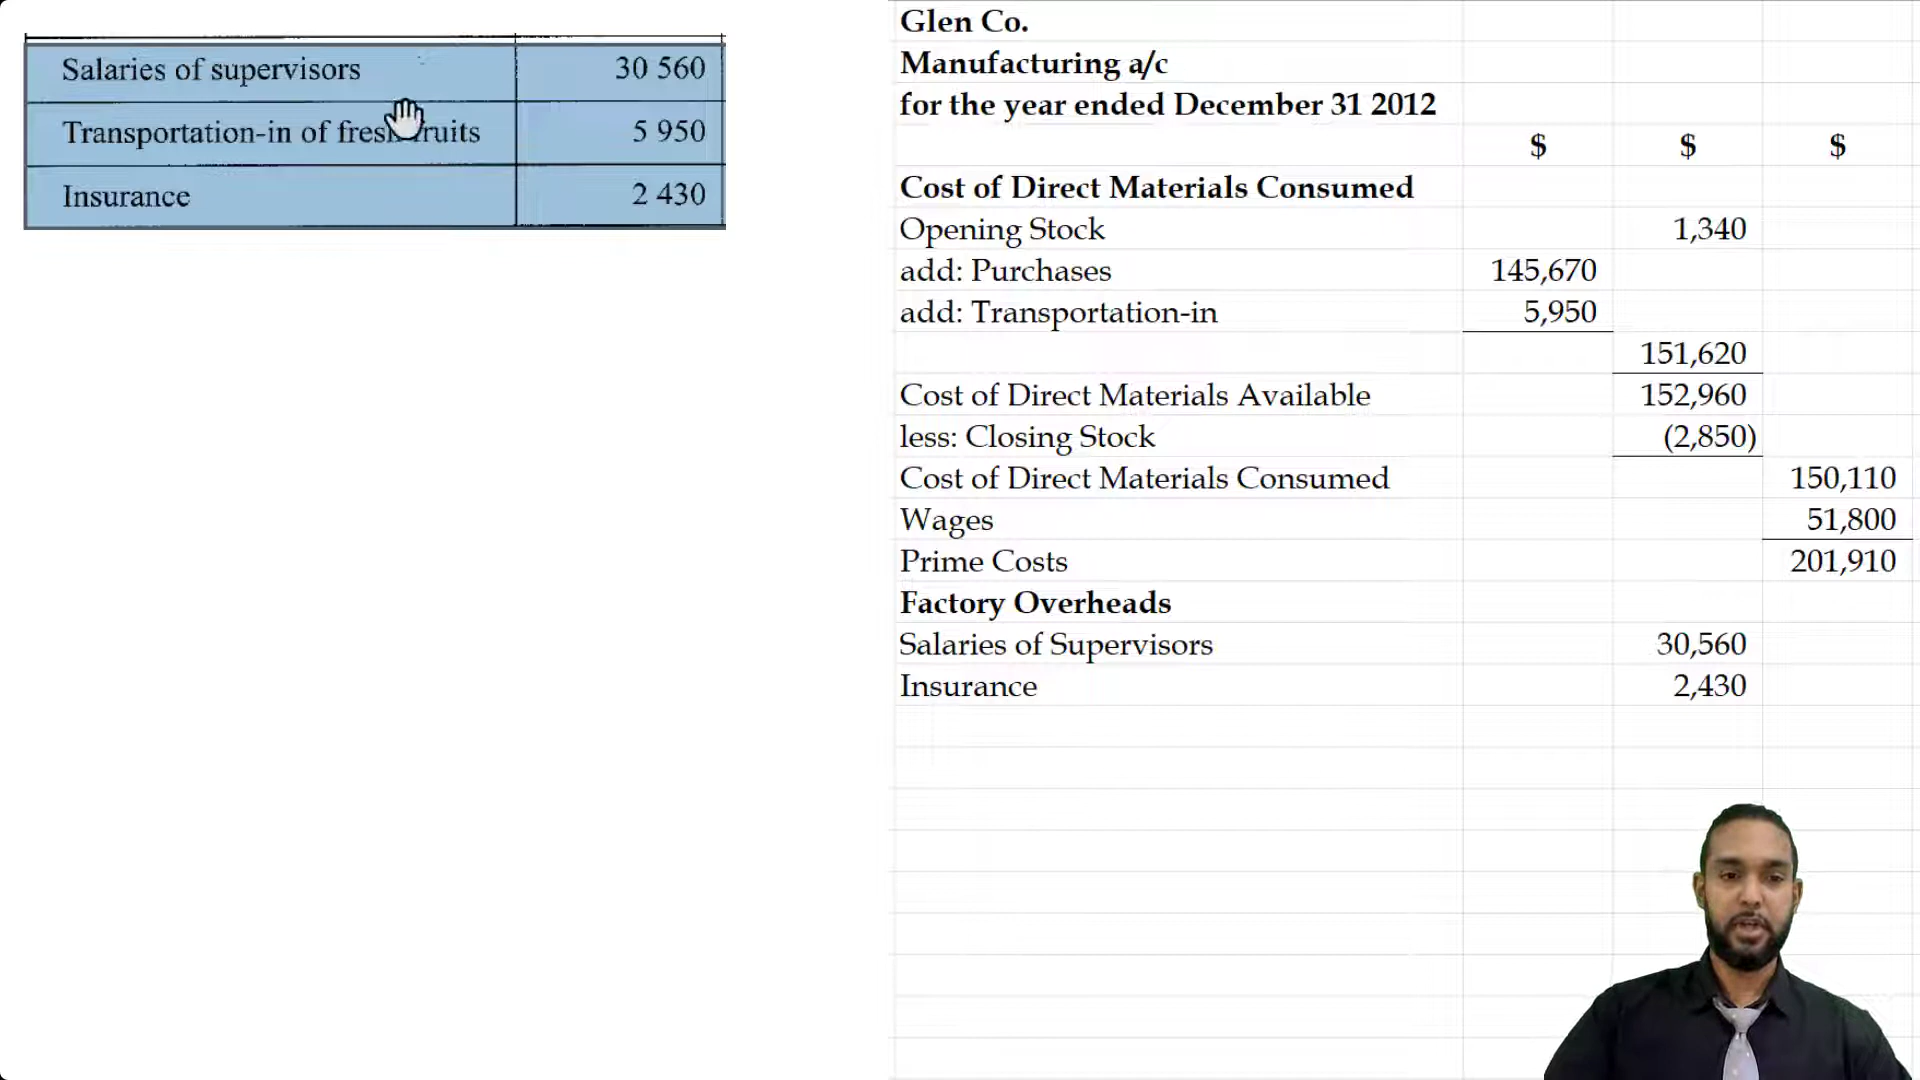 Salaries of supervisors 30 560
Transportation-in of fresh fruits 5 950
Insurance 2 430
Glen Co.
Manufacturing a/c
for the year ended December 31 2012
$ $ $
Cost of Direct Materials Consumed
Opening Stock 1,340
add: Purchases 145,670
add: Transportation-in 5,950
151,620
Cost of Direct Materials Available 152,960
less: Closing Stock (2,850)
Cost of Direct Materials Consumed 150,110
Wages 51,800
Prime Costs 201,910
Factory Overheads
Salaries of Supervisors 30,560
Insurance 2,430